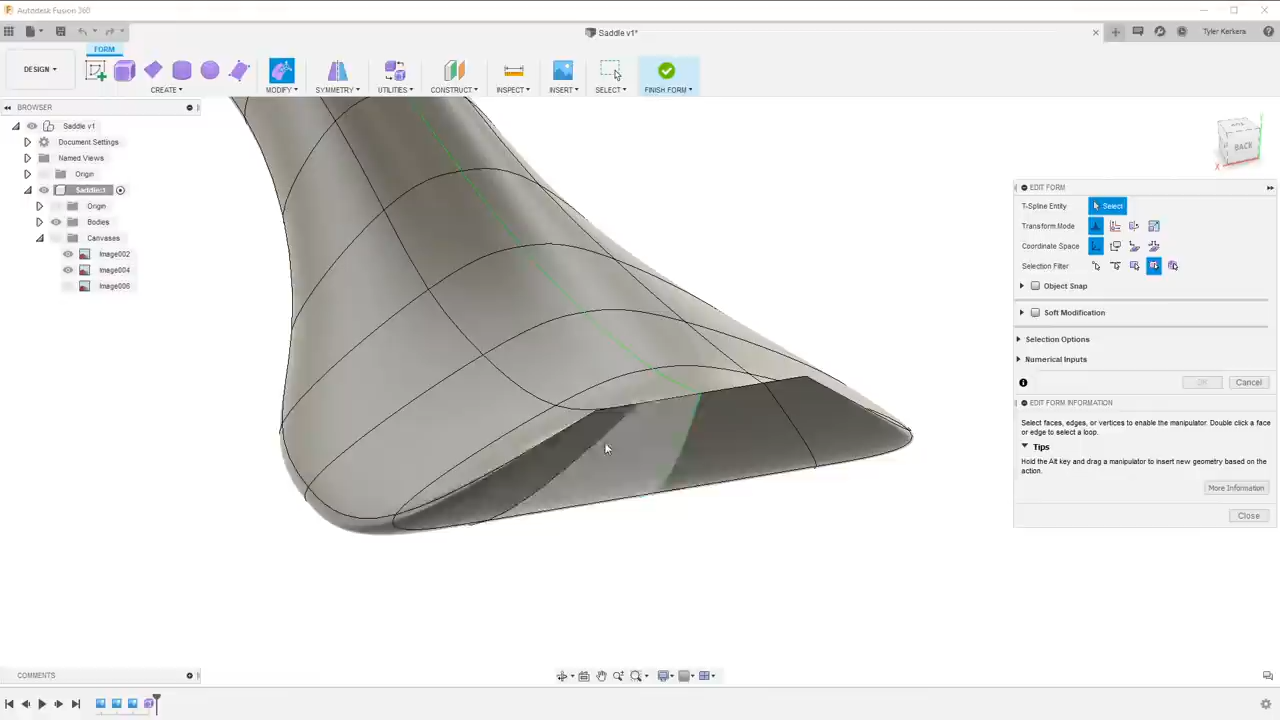 Autodesk Fusion 360
Saddle v1*
Tyler Kerkera
FORM
DESIGN
CREATE
MODIFY
SYMMETRY
UTILITIES
CONSTRUCT
INSPECT
INSERT
SELECT
FINISH FORM
BROWSER
Saddle v1
Document Settings
Named Views
Origin
Saddle:1
Origin
Bodies
Canvases
Image002
Image004
Image006
BACK
EDIT FORM
T-Spline Entity
Select
Transform Mode
Coordinate Space
Selection Filter
Object Snap
Soft Modification
Selection Options
Numerical Inputs
OK
Cancel
EDIT FORM INFORMATION
Select faces, edges, or vertices to enable the manipulator. Double click a face
or edge to select a loop.
Tips
Hold the Alt key and drag a manipulator to insert new geometry based on the
action.
More Information
Close
COMMENTS